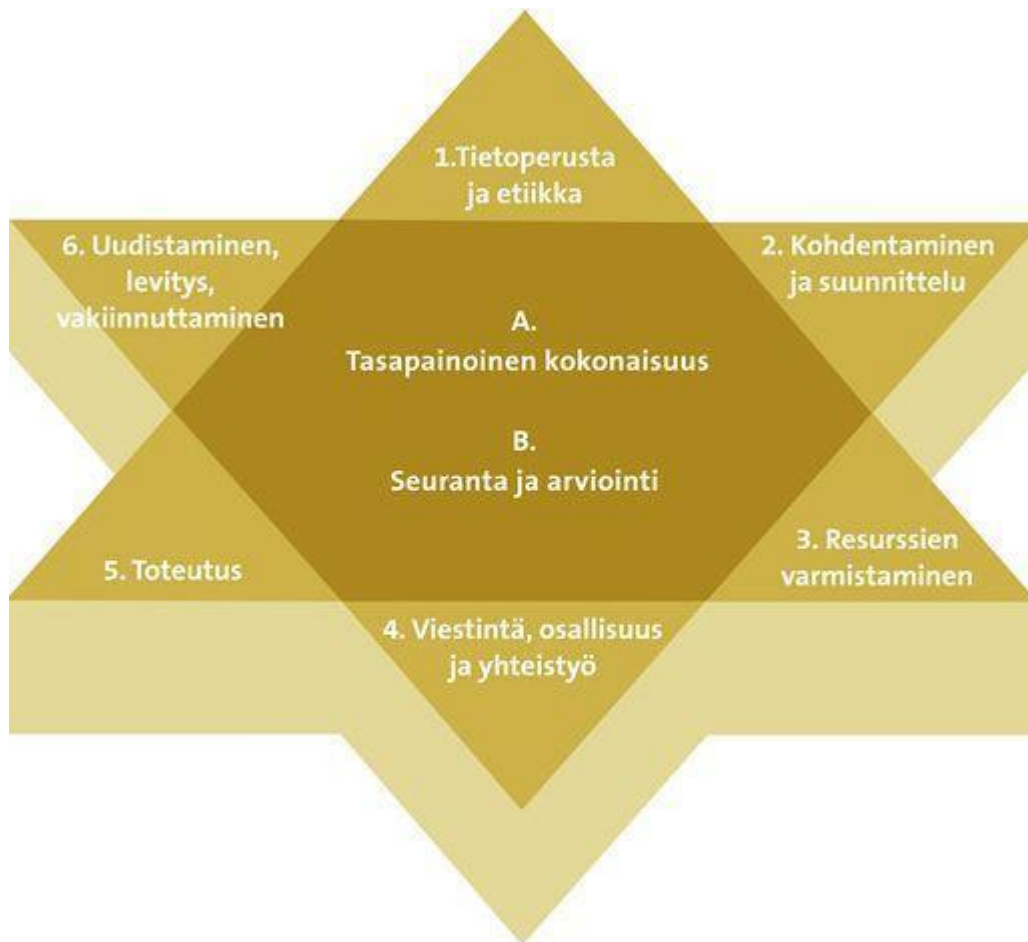 1.Tietoperusta
ja etiikka
6. Uudistaminen,
levitys,
vakiinnuttaminen
2. Kohdentaminen
ja suunnittelu
A.
Tasapainoinen kokonaisuus
B.
Seuranta ja arviointi
5. Toteutus
3. Resurssien
varmistaminen
4. Viestintä, osallisuus
ja yhteistyö